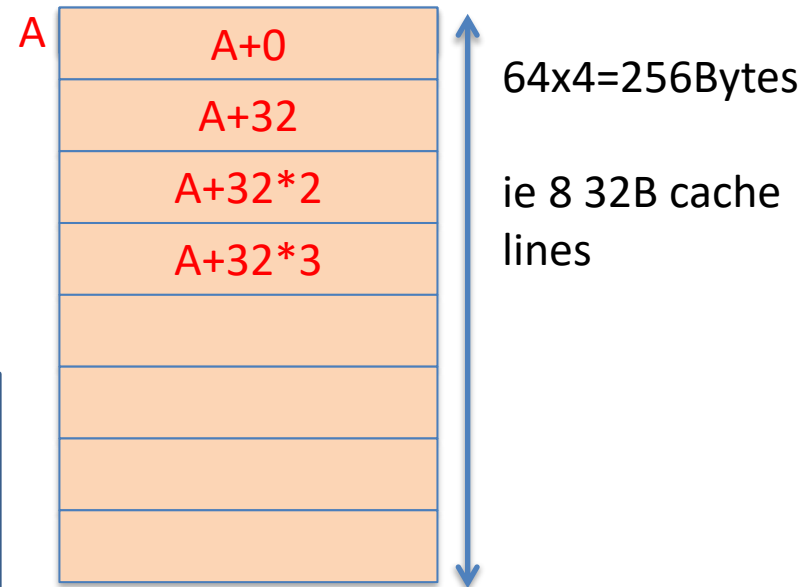 A
A+0
A+32
A+32*2
A+32*3
64x4=256Bytes
ie 8 32B cache
lines